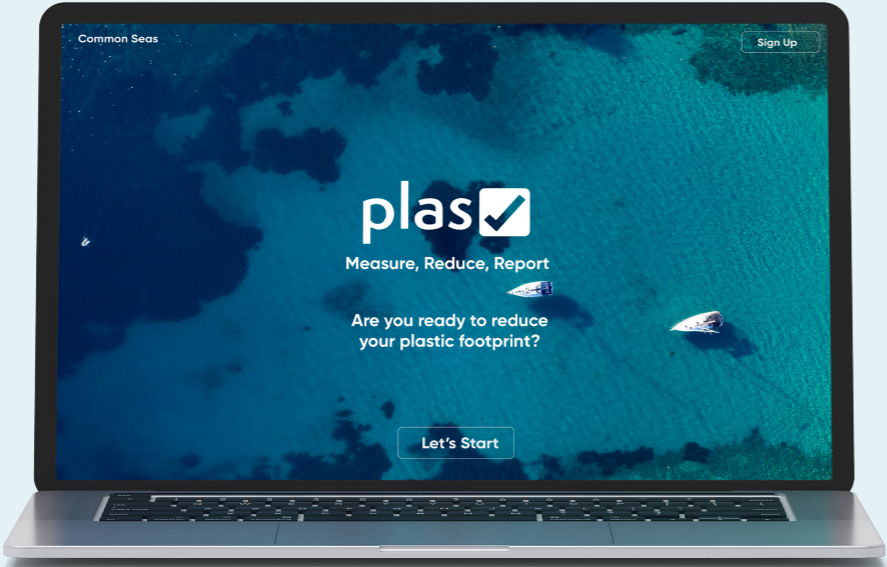 Common Seas
Sign Up
plas
Measure, Reduce, Report
Are you ready to reduce
your plastic footprint?
Let's Start